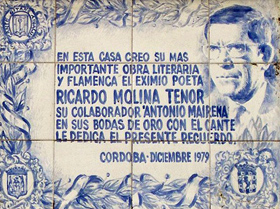 EN ESTA CASA CREO SU MAS
IMPORTANTE OBRA LITERARIA
Y FLAMENCA EL EXIMIO POETA
RICARDO MOLINA TENOR
SU COLABORADOR ANTONIO MAIRENA
EN SUS BODAS DE ORO CON EL CANTE
LE DEDICA EL PRESENTE RECUERDO.
CORDOBA-DICIEMBRE 1979